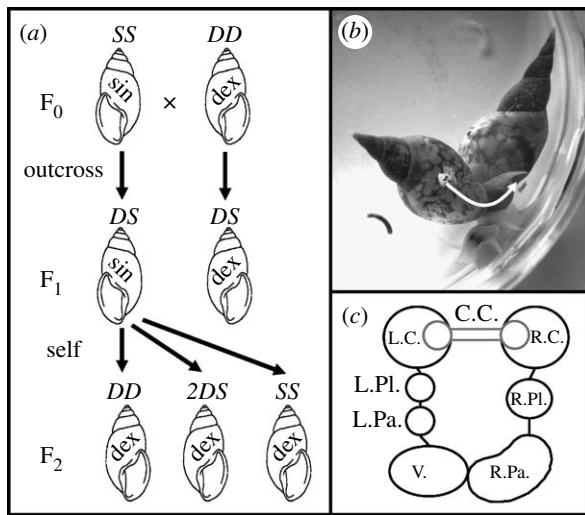 (a)
SS DD
sin dex
F0 ×
outcross
DS DS
sin dex
F1
self
DD 2DS SS
dex dex dex
F2
(b)
(c)
C.C.
L.C. R.C.
L.Pl. R.Pl.
L.Pa.
V. R.Pa.